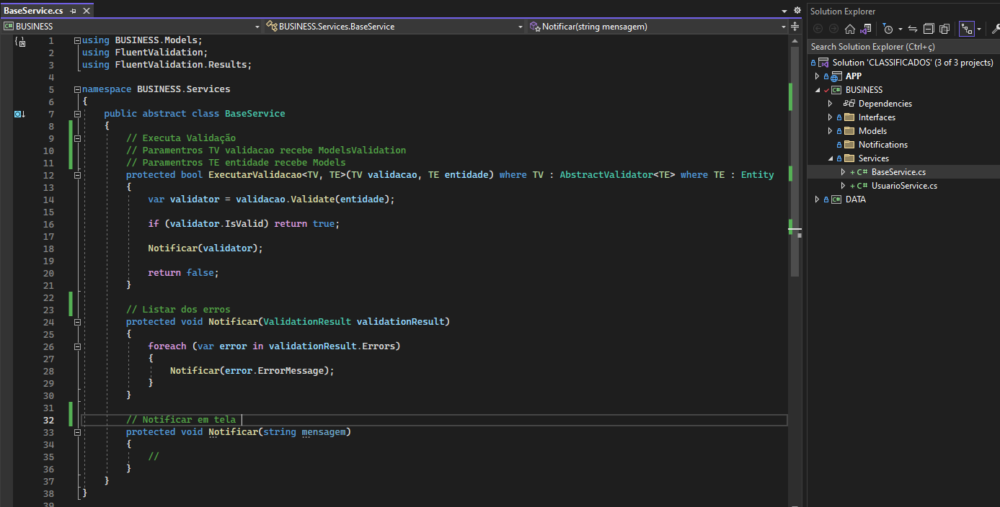 BaseService.cs
BUSINESS
BUSINESS.Services.BaseService
Notificar(string mensagem)
1 using BUSINESS.Models;
2 using FluentValidation;
3 using FluentValidation.Results;
4
5 namespace BUSINESS.Services
6 {
7 public abstract class BaseService
8 {
9 // Executa Validação
10 // Paramentros TV validacao recebe ModelsValidation
11 // Paramentros TE entidade recebe Models
12 protected bool ExecutarValidacao<TV, TE>(TV validacao, TE entidade) where TV : AbstractValidator<TE> where TE : Entity
13 {
14 var validator = validacao.Validate(entidade);
15
16 if (validator.IsValid) return true;
17
18 Notificar(validator);
19
20 return false;
21 }
22
23 // Listar dos erros
24 protected void Notificar(ValidationResult validationResult)
25 {
26 foreach (var error in validationResult.Errors)
27 {
28 Notificar(error.ErrorMessage);
29 }
30 }
31
32 // Notificar em tela
33 protected void Notificar(string mensagem)
34 {
35 //
36 }
37 }
38 }
39
Solution Explorer
Search Solution Explorer (Ctrl+ç)
Solution 'CLASSIFICADOS' (3 of 3 projects)
APP
BUSINESS
Dependencies
Interfaces
Models
Notifications
Services
C# BaseService.cs
C# UsuarioService.cs
DATA